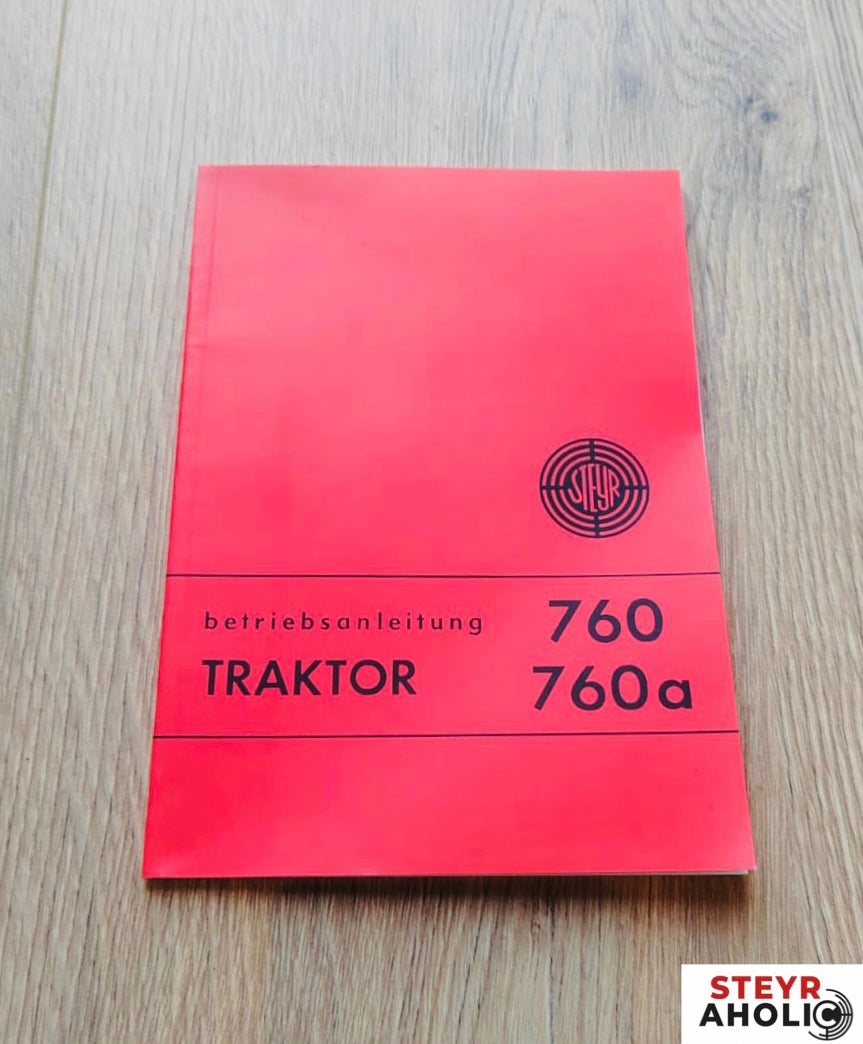 STEYR
betriebsanleitung 760
TRAKTOR 760a
STEYR
AHOLIC